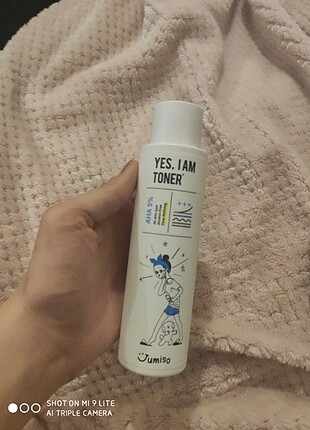 YES, I AM
TONER
AHA 5%
Jumiso
SHOT ON MI 9 LITE
AI TRIPLE CAMERA